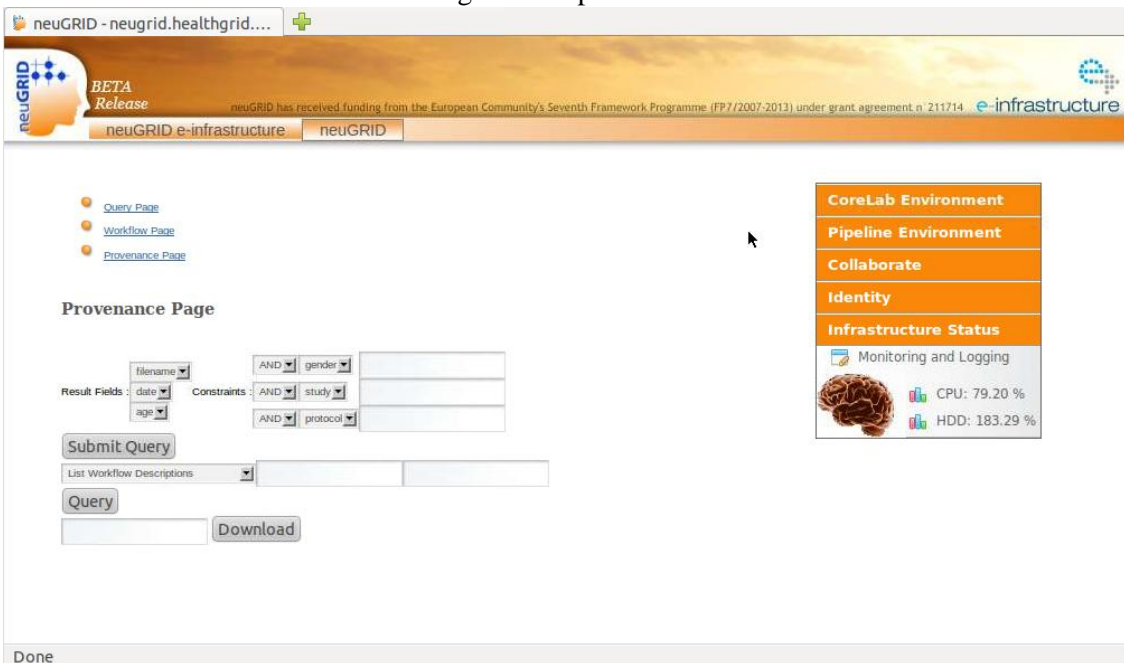 neuGRID - neugrid.healthgrid....
neuGRID
BETA
Release
neuGRID has received funding from the European Community's Seventh Framework Programme (FP7/2007-2013) under grant agreement n°211714
e-infrastructure
neuGRID e-infrastructure neuGRID
Query Page
Workflow Page
Provenance Page
Provenance Page
Result Fields : filename date age
Constraints : AND gender
AND study
AND protocol
Submit Query
List Workflow Descriptions
Query
Download
CoreLab Environment
Pipeline Environment
Collaborate
Identity
Infrastructure Status
Monitoring and Logging
CPU: 79.20 %
HDD: 183.29 %
Done